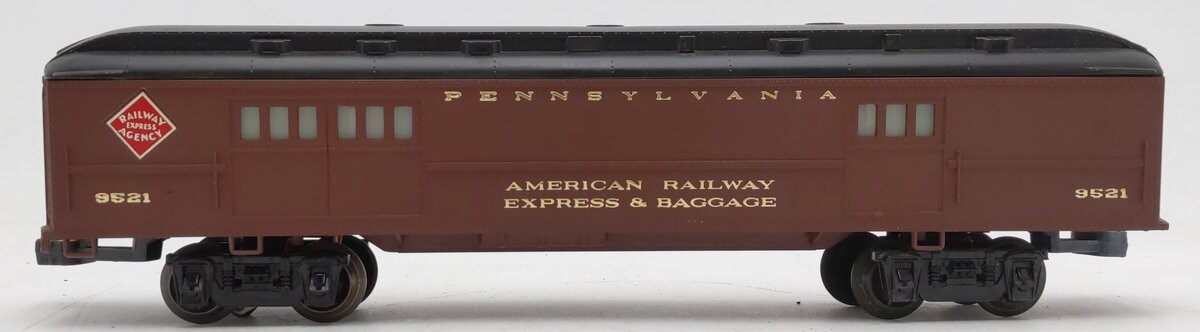 PENNSYLVANIA
RAILWAY
EXPRESS
AGENCY
AMERICAN RAILWAY
EXPRESS & BAGGAGE
9521
9521